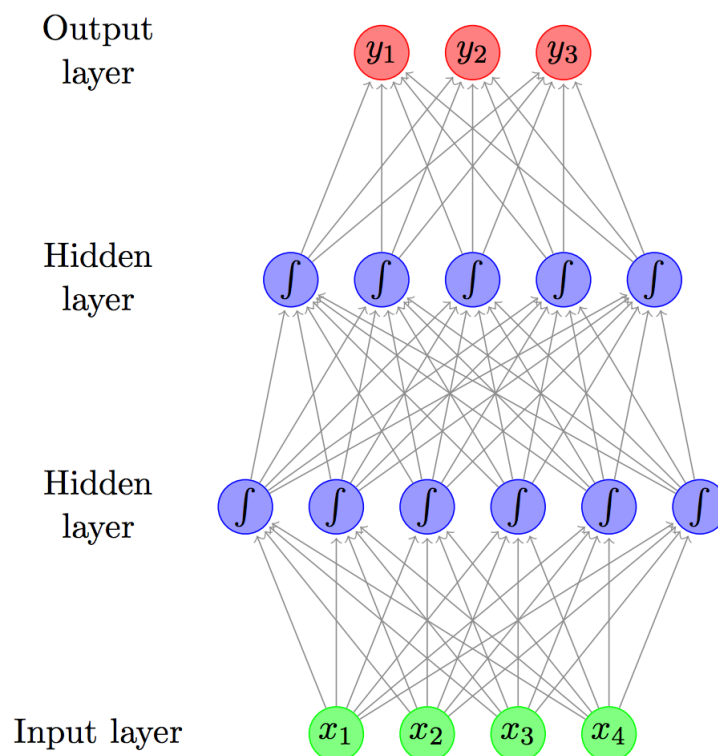 Output
layer
y₁ y₂ y₃
Hidden
layer
∫ ∫ ∫ ∫ ∫
Hidden
layer
∫ ∫ ∫ ∫ ∫ ∫
Input layer
x₁ x₂ x₃ x₄